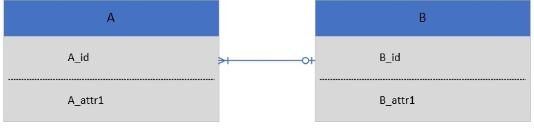 A
A_id
A_attr1
B
B_id
B_attr1